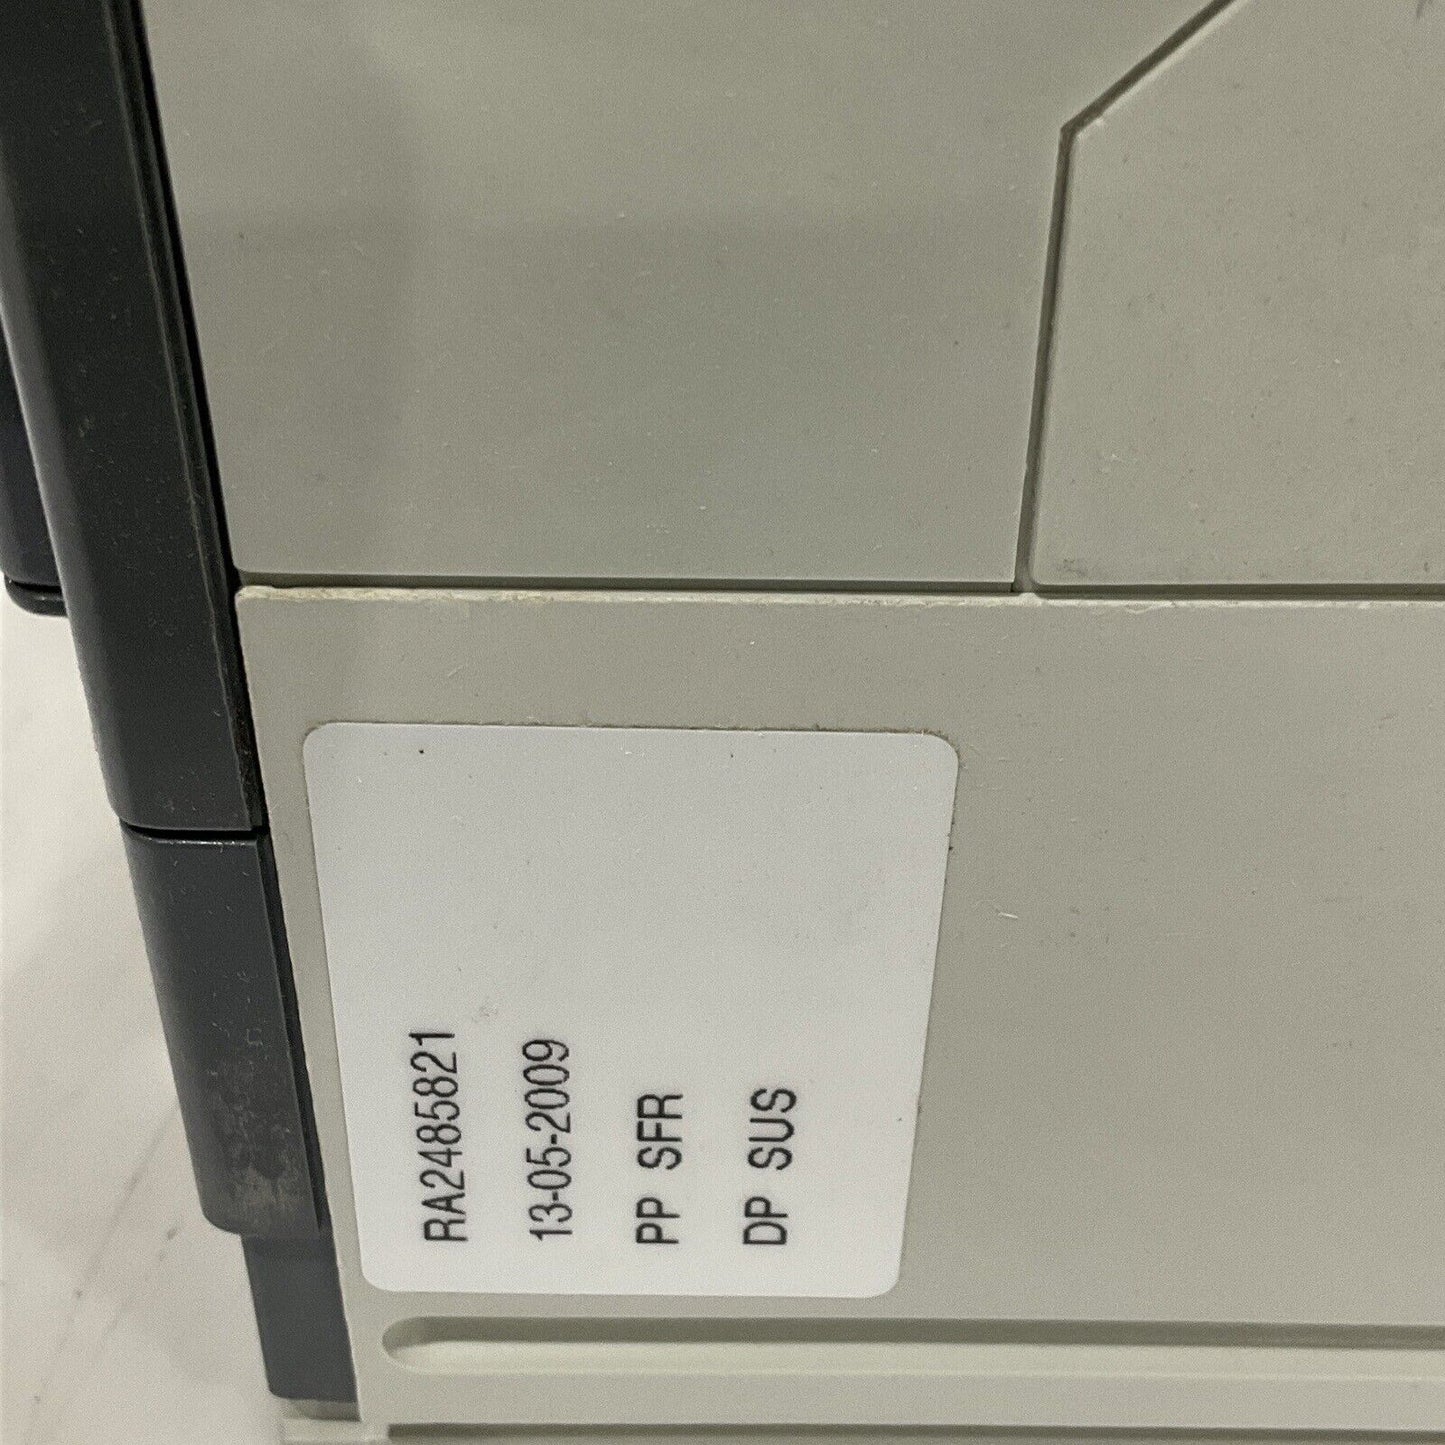 RA2485821
13-05-2009
PP SFR
DP SUS